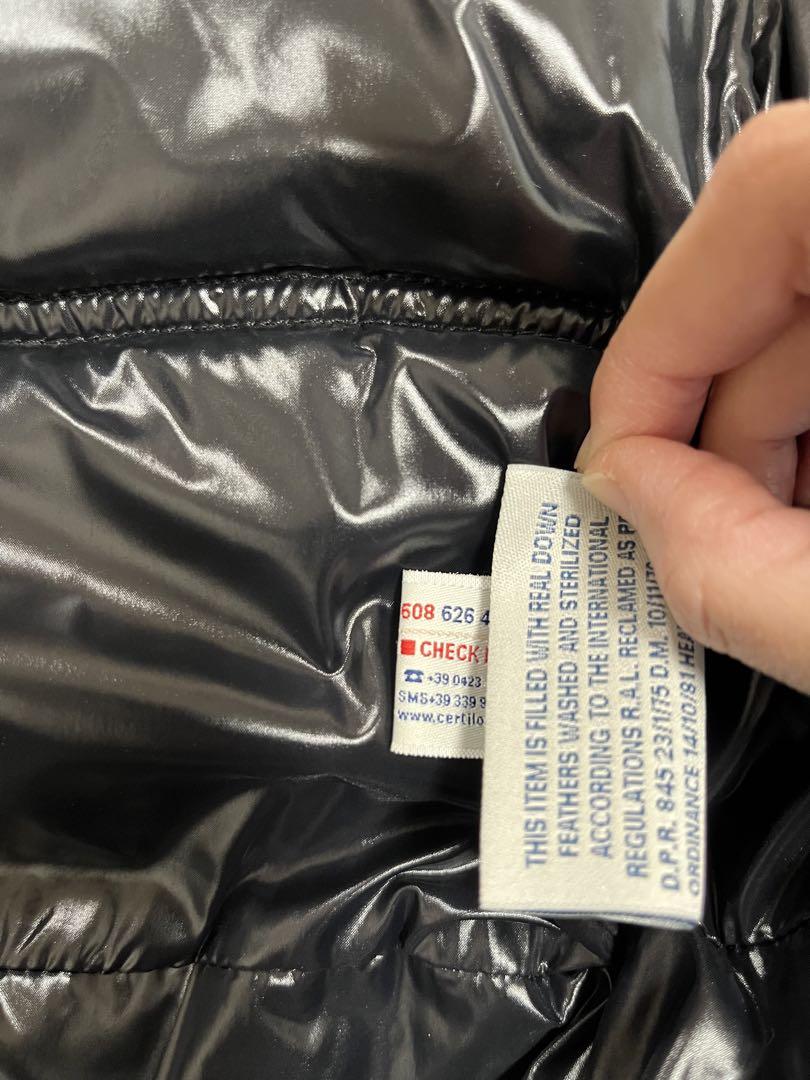 608 626 4
CHECK
☎ +39 0423
SMS+39 339 9
www.certilo
THIS ITEM IS FILLED WITH REAL DOWN
FEATHERS WASHED AND STERILIZED
ACCORDING TO THE INTERNATIONAL
REGULATIONS R.A.L. RECLAMED AS
D.P.R. 845 23/1/75 D.M. 10/11/76
ORDINANCE 14/10/81